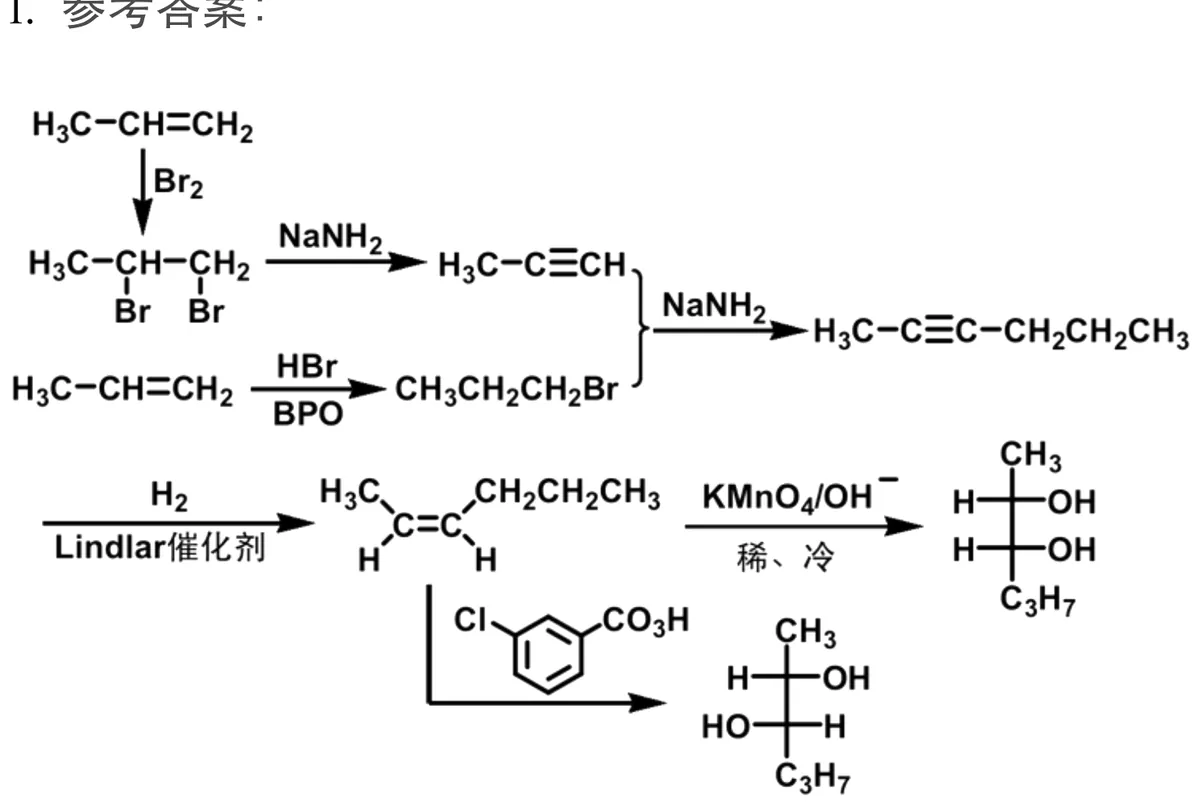 1. 参考答案:
H₃C-CH=CH₂
Br₂
H₃C-CH-CH₂
Br Br
NaNH₂
H₃C-C≡CH
H₃C-CH=CH₂
HBr
BPO
CH₃CH₂CH₂Br
NaNH₂
H₃C-C≡C-CH₂CH₂CH₃
H₂
Lindlar催化剂
H₃C CH₂CH₂CH₃
C=C
H H
KMnO₄/OH⁻
稀、冷
CH₃
H OH
H OH
C₃H₇
Cl CO₃H
CH₃
H OH
HO H
C₃H₇